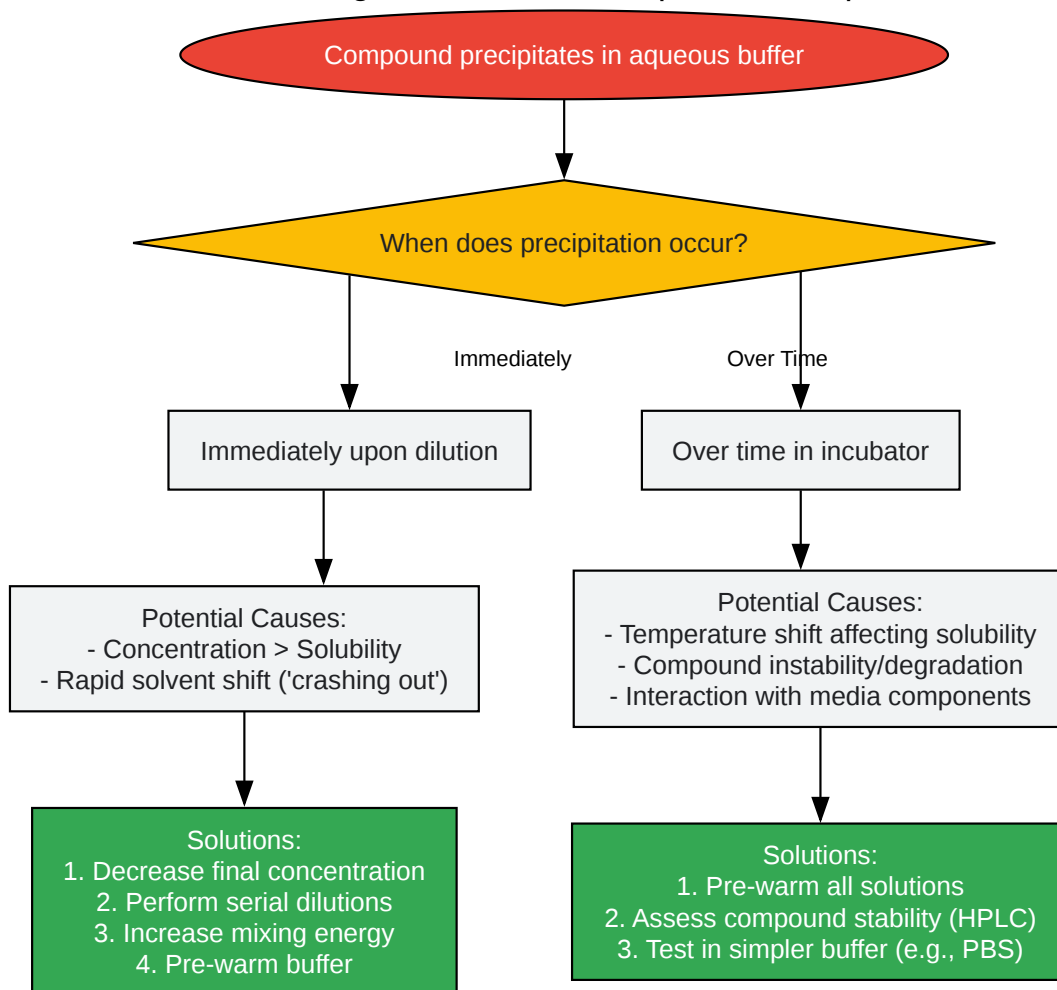 Compound precipitates in aqueous buffer
When does precipitation occur?
Immediately
Over Time
Immediately upon dilution
Over time in incubator
Potential Causes:
- Concentration > Solubility
- Rapid solvent shift ('crashing out')
Potential Causes:
- Temperature shift affecting solubility
- Compound instability/degradation
- Interaction with media components
Solutions:
1. Decrease final concentration
2. Perform serial dilutions
3. Increase mixing energy
4. Pre-warm buffer
Solutions:
1. Pre-warm all solutions
2. Assess compound stability (HPLC)
3. Test in simpler buffer (e.g., PBS)